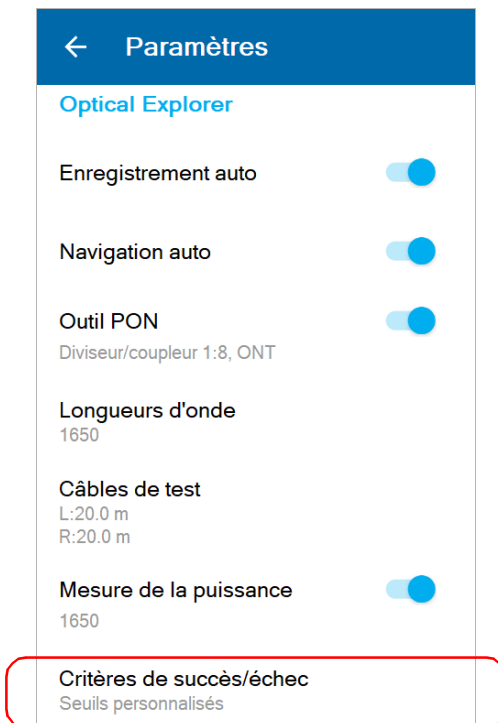 Paramètres
Optical Explorer
Enregistrement auto
Navigation auto
Outil PON
Diviseur/coupleur 1:8, ONT
Longueurs d'onde
1650
Câbles de test
L:20.0 m
R:20.0 m
Mesure de la puissance
1650
Critères de succès/échec
Seuils personnalisés